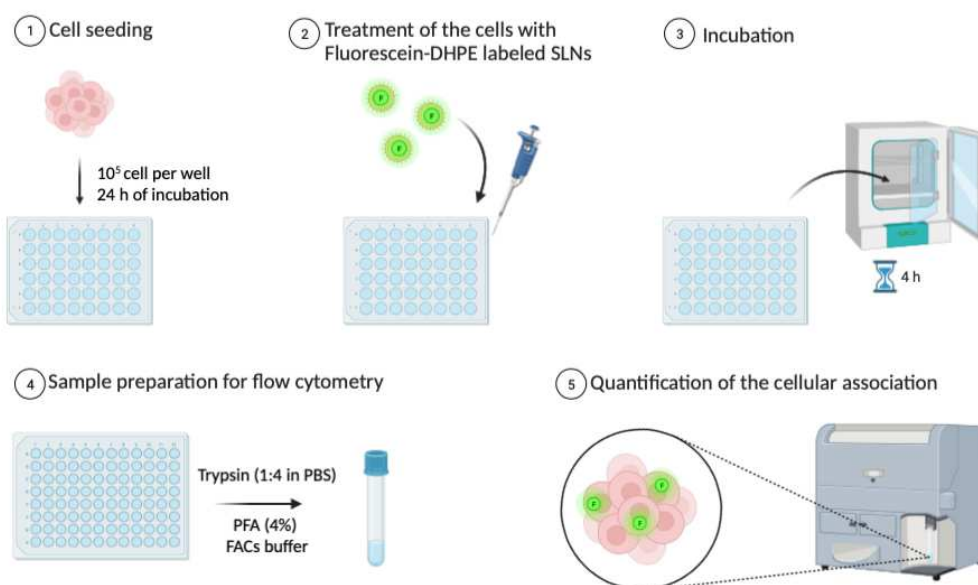 1 Cell seeding
10⁵ cell per well
24 h of incubation
2 Treatment of the cells with
Fluorescein-DHPE labeled SLNs
F
F
F
3 Incubation
4 h
4 Sample preparation for flow cytometry
Trypsin (1:4 in PBS)
PFA (4%)
FACs buffer
5 Quantification of the cellular association
F
F
F